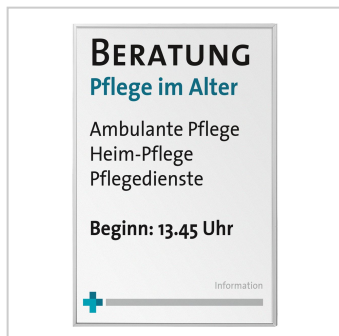 BERATUNG
Pflege im Alter
Ambulante Pflege
Heim-Pflege
Pflegedienste
Beginn: 13.45 Uhr
Information